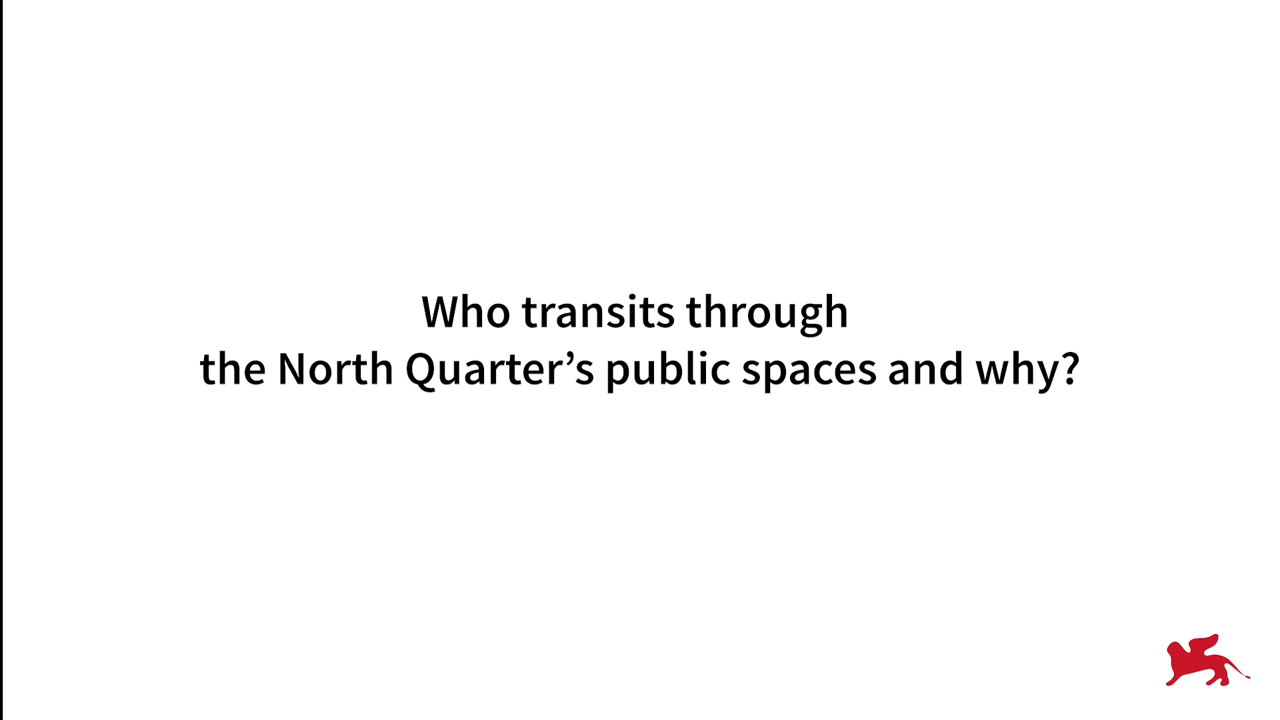 Who transits through
the North Quarter’s public spaces and why?